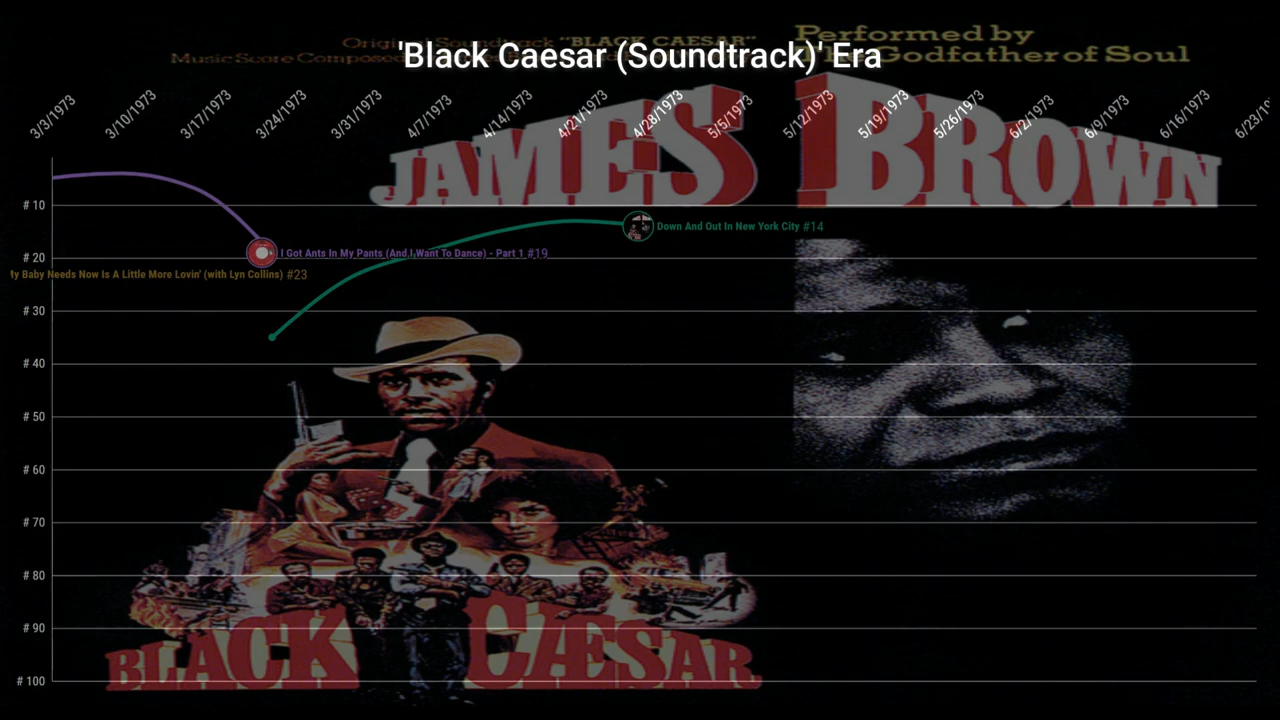 Original Soundtrack "BLACK CAESAR"
Performed by
'Black Caesar (Soundtrack)' Era
Music Score Compose
The Godfather of Soul
3/3/1973
3/10/1973
3/17/1973
3/24/1973
3/31/1973
4/7/1973
4/14/1973
4/21/1973
4/28/1973
5/5/1973
5/12/1973
5/19/1973
5/26/1973
6/2/1973
6/9/1973
6/16/1973
6/23/1
JAMES BROWN
# 10
Down And Out In New York City #14
I Got Ants In My Pants (And I Want To Dance) - Part 1 #19
# 20
y Baby Needs Now Is A Little More Lovin' (with Lyn Collins) #23
# 30
# 40
# 50
# 60
# 70
# 80
# 90
BLACK CAESAR
# 100